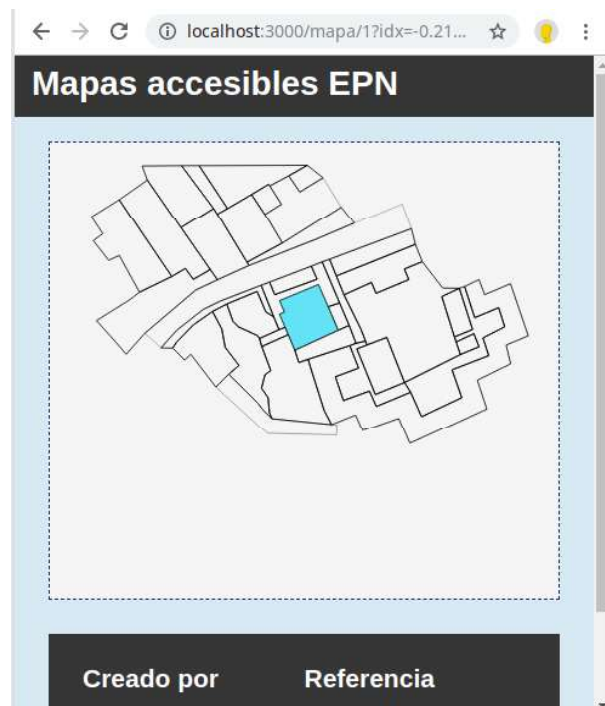 localhost:3000/mapa/1?idx=-0.21...
Mapas accesibles EPN
Creado por
Referencia